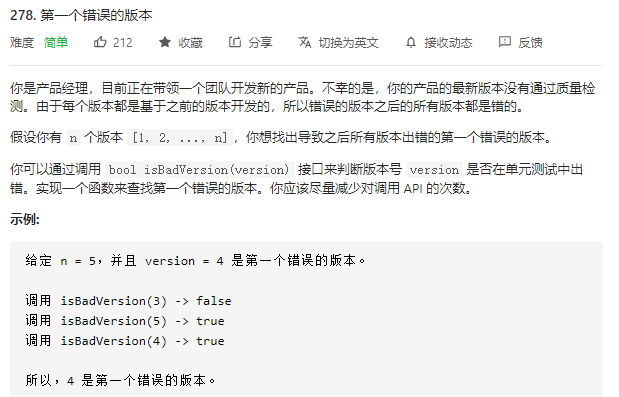 278. 第一个错误的版本
难度 简单 212 收藏 分享 切换为英文 接收动态 反馈
你是产品经理，目前正在带领一个团队开发新的产品。不幸的是，你的产品的最新版本没有通过质量检
测。由于每个版本都是基于之前的版本开发的，所以错误的版本之后的所有版本都是错的。
假设你有 n 个版本 [1, 2, ..., n]，你想找出导致之后所有版本出错的第一个错误的版本。
你可以通过调用 bool isBadVersion(version) 接口来判断版本号 version 是否在单元测试中出
错。实现一个函数来查找第一个错误的版本。你应该尽量减少对调用 API 的次数。
示例:
给定 n = 5，并且 version = 4 是第一个错误的版本。
调用 isBadVersion(3) -> false
调用 isBadVersion(5) -> true
调用 isBadVersion(4) -> true
所以，4 是第一个错误的版本。